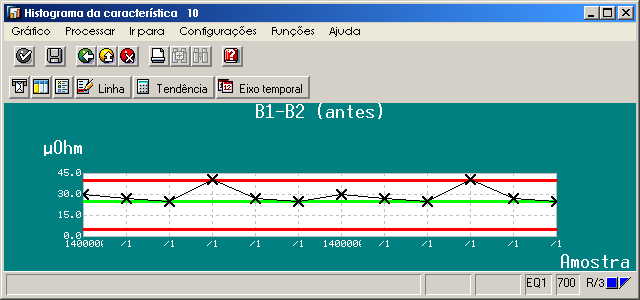 Histograma da característica 10
Gráfico Processar Ir para Configurações Funções Ajuda
Linha Tendência Eixo temporal
B1-B2 (antes)
µOhm
45.0
30.0
15.0
0.0
1400000 /1 /1 /1 /1 /1 1400000 /1 /1 /1 /1 /1
Amostra
EQ1 700 R/3